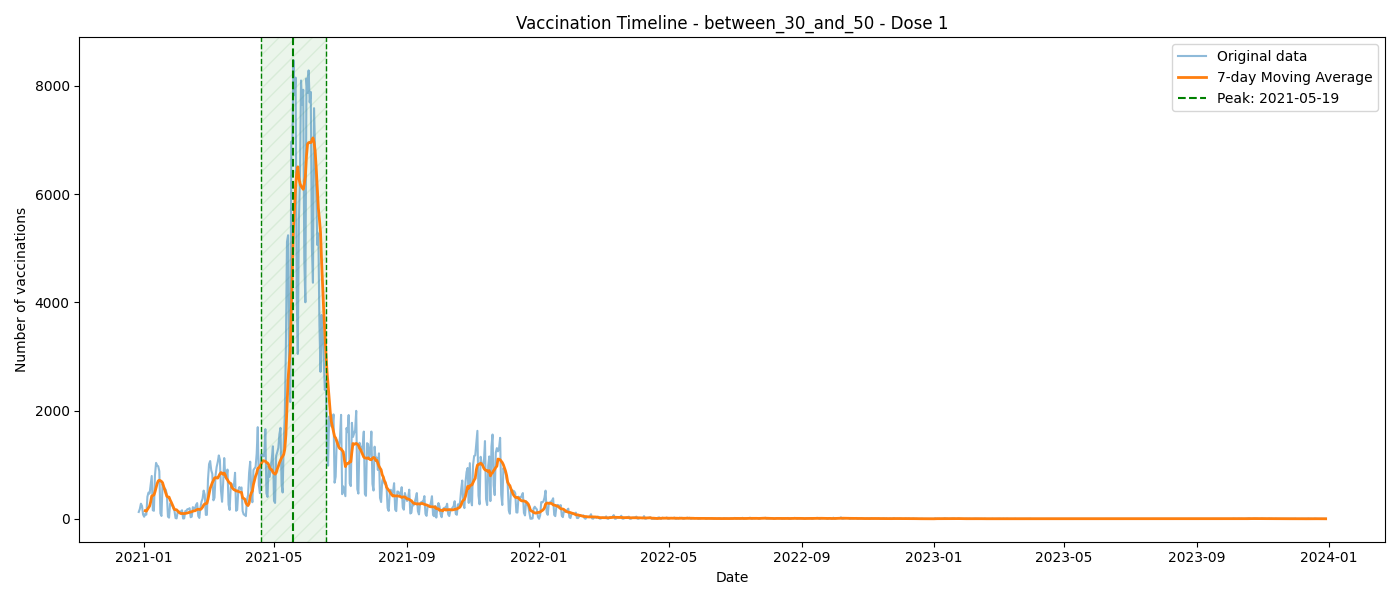 Vaccination Timeline - between_30_and_50 - Dose 1
Original data
7-day Moving Average
Peak: 2021-05-19
Number of vaccinations
8000
6000
4000
2000
0
2021-01 2021-05 2021-09 2022-01 2022-05 2022-09 2023-01 2023-05 2023-09 2024-01
Date